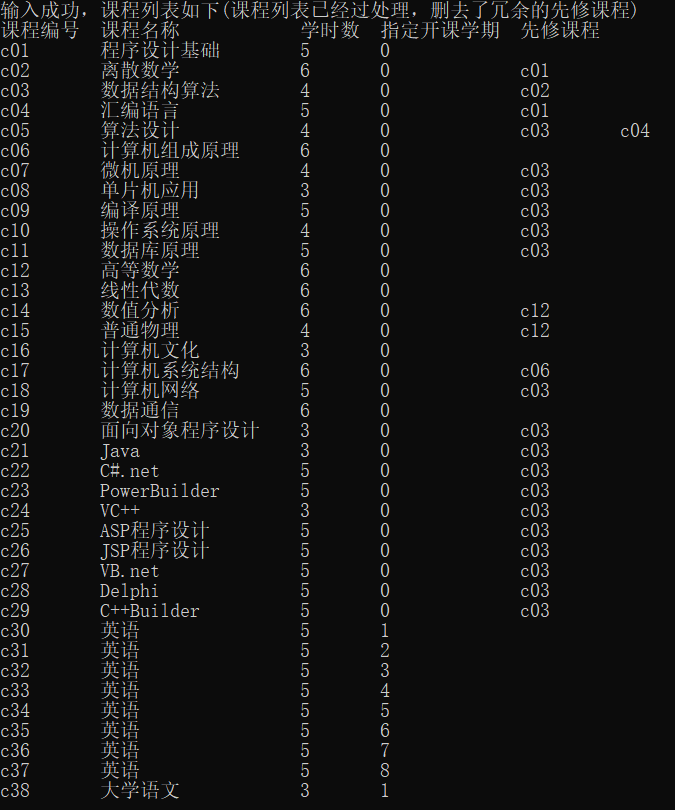 输入成功，课程列表如下(课程列表已经过处理，删去了冗余的先修课程)
课程编号 课程名称 学时数 指定开课学期 先修课程
c01 程序设计基础 5 0
c02 离散数学 6 0 c01
c03 数据结构算法 4 0 c02
c04 汇编语言 5 0 c01
c05 算法设计 4 0 c03 c04
c06 计算机组成原理 6 0
c07 微机原理 4 0 c03
c08 单片机应用 3 0 c03
c09 编译原理 5 0 c03
c10 操作系统原理 4 0 c03
c11 数据库原理 5 0 c03
c12 高等数学 6 0
c13 线性代数 6 0
c14 数值分析 6 0 c12
c15 普通物理 4 0 c12
c16 计算机文化 3 0
c17 计算机系统结构 6 0 c06
c18 计算机网络 5 0 c03
c19 数据通信 6 0
c20 面向对象程序设计 3 0 c03
c21 Java 3 0 c03
c22 C#.net 5 0 c03
c23 PowerBuilder 5 0 c03
c24 VC++ 3 0 c03
c25 ASP程序设计 5 0 c03
c26 JSP程序设计 5 0 c03
c27 VB.net 5 0 c03
c28 Delphi 5 0 c03
c29 C++Builder 5 0 c03
c30 英语 5 1
c31 英语 5 2
c32 英语 5 3
c33 英语 5 4
c34 英语 5 5
c35 英语 5 6
c36 英语 5 7
c37 英语 5 8
c38 大学语文 3 1